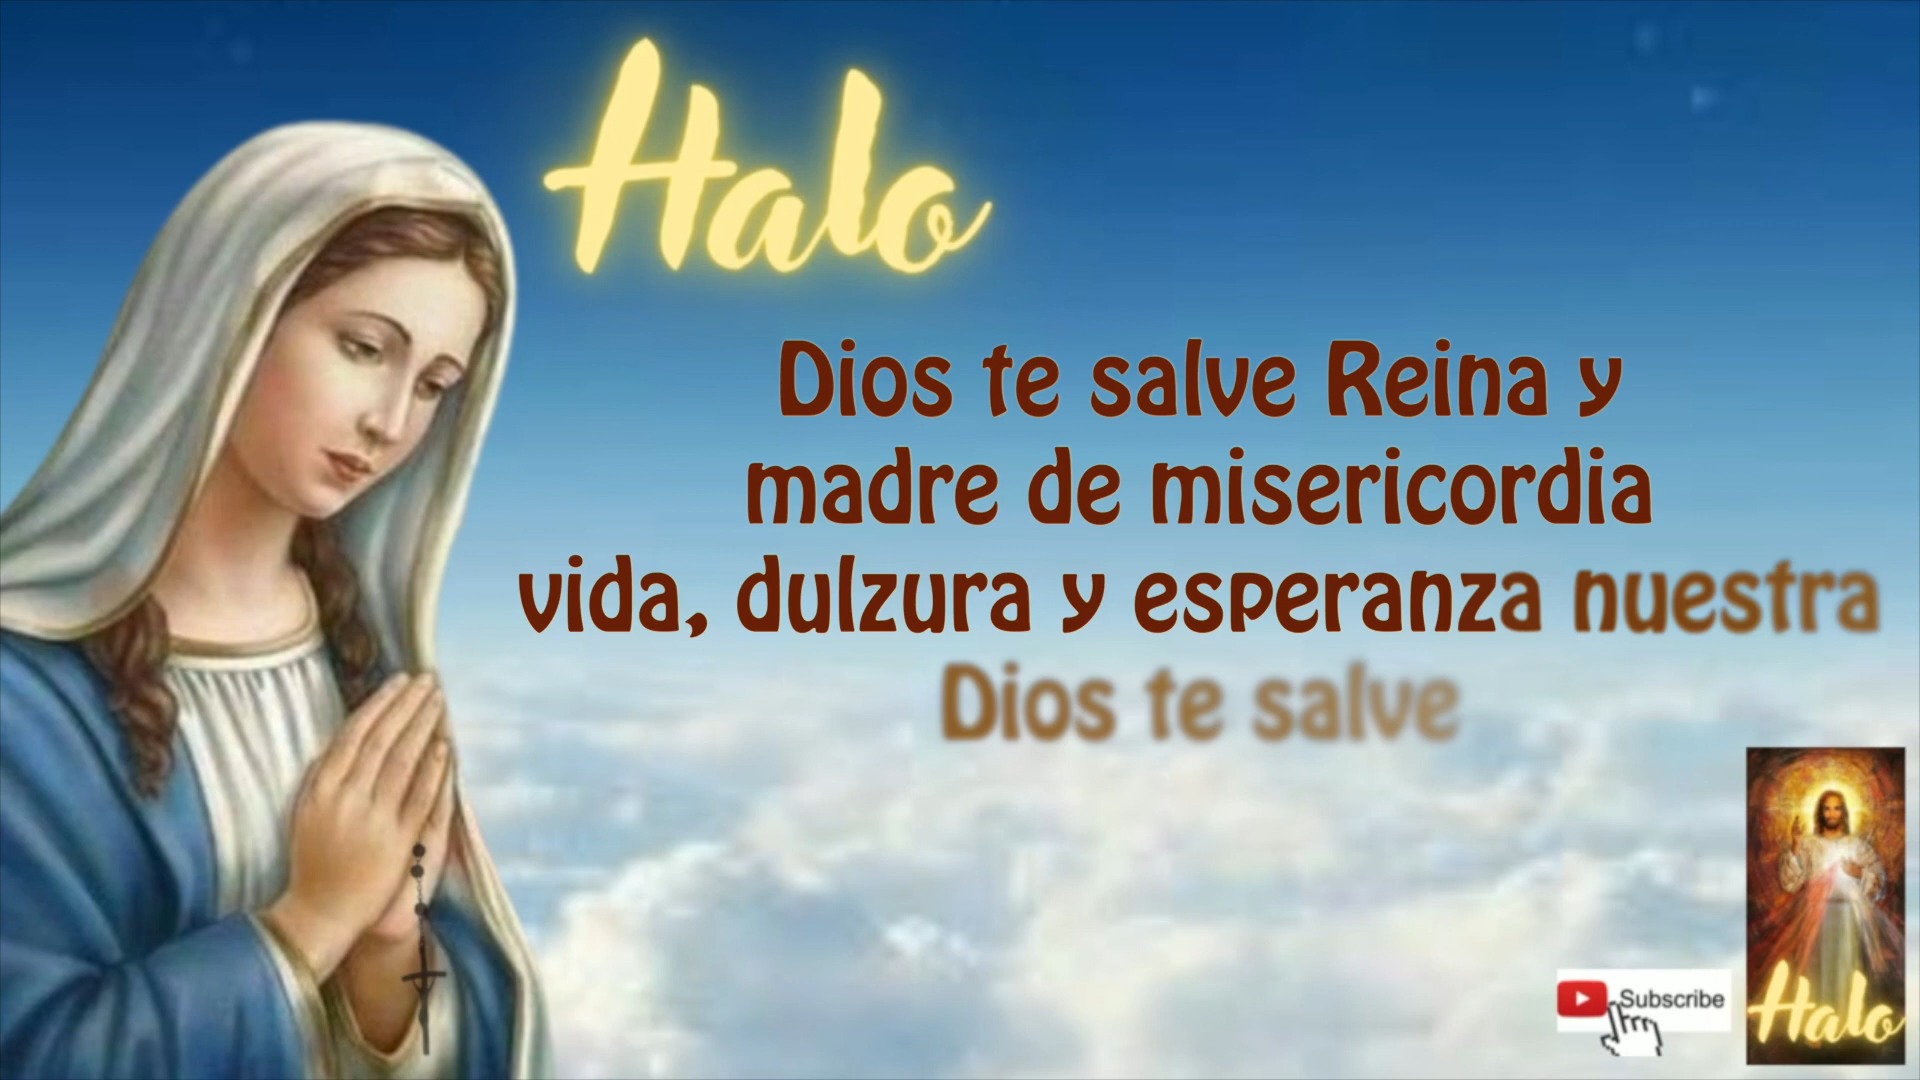 Halo
Dios te salve Reina y
madre de misericordia
vida, dulzura y esperanza nuestra
Dios te salve
Subscribe
Halo